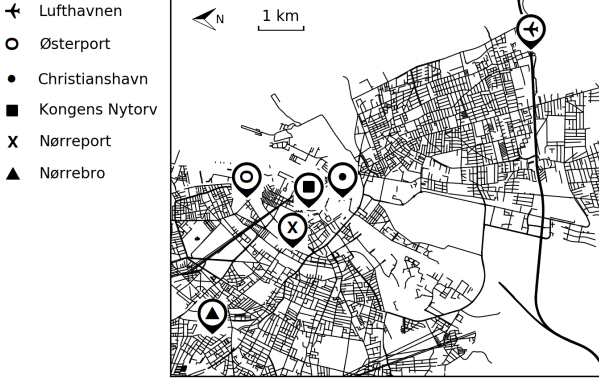 Lufthavnen
Østerport
Christianshavn
Kongens Nytorv
Nørreport
Nørrebro
N
1 km
O
X
X
O